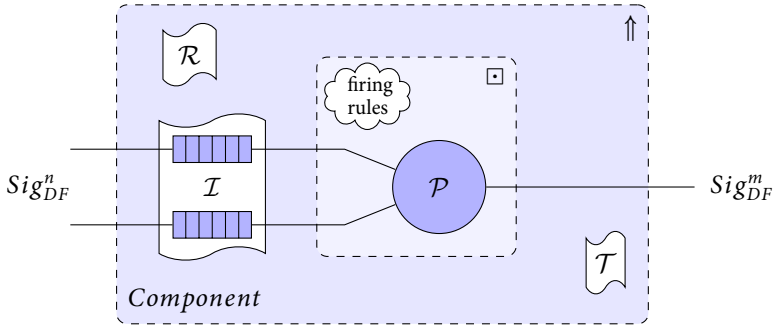 ⇑
ℛ
firing
rules
⊡
Sig^n_DF
ℐ
𝒫
Sig^m_DF
𝒯
Component